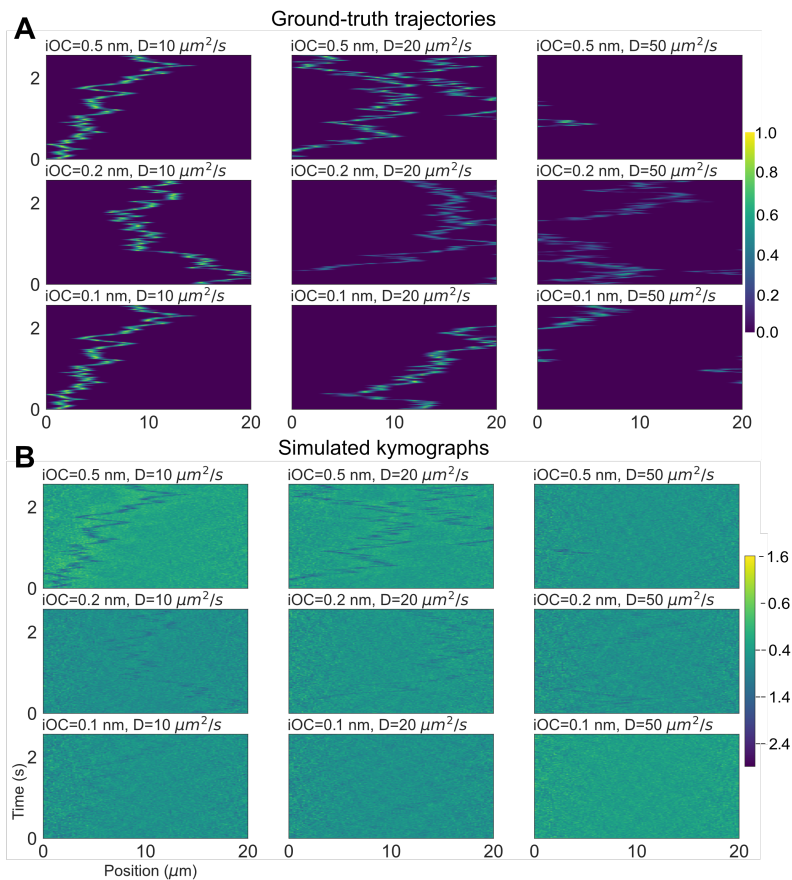 A
Ground-truth trajectories
iOC=0.5 nm, D=10 μm²/s
iOC=0.5 nm, D=20 μm²/s
iOC=0.5 nm, D=50 μm²/s
2
0
iOC=0.2 nm, D=10 μm²/s
iOC=0.2 nm, D=20 μm²/s
iOC=0.2 nm, D=50 μm²/s
2
0
iOC=0.1 nm, D=10 μm²/s
iOC=0.1 nm, D=20 μm²/s
iOC=0.1 nm, D=50 μm²/s
2
0
0 10 20
0 10 20
0 10 20
1.0
0.8
0.6
0.4
0.2
0.0
B
Simulated kymographs
iOC=0.5 nm, D=10 μm²/s
iOC=0.5 nm, D=20 μm²/s
iOC=0.5 nm, D=50 μm²/s
2
0
iOC=0.2 nm, D=10 μm²/s
iOC=0.2 nm, D=20 μm²/s
iOC=0.2 nm, D=50 μm²/s
2
0
iOC=0.1 nm, D=10 μm²/s
iOC=0.1 nm, D=20 μm²/s
iOC=0.1 nm, D=50 μm²/s
2
0
Time (s)
0 10 20
0 10 20
0 10 20
Position (μm)
1.6
-0.6
-0.4
-1.4
-2.4